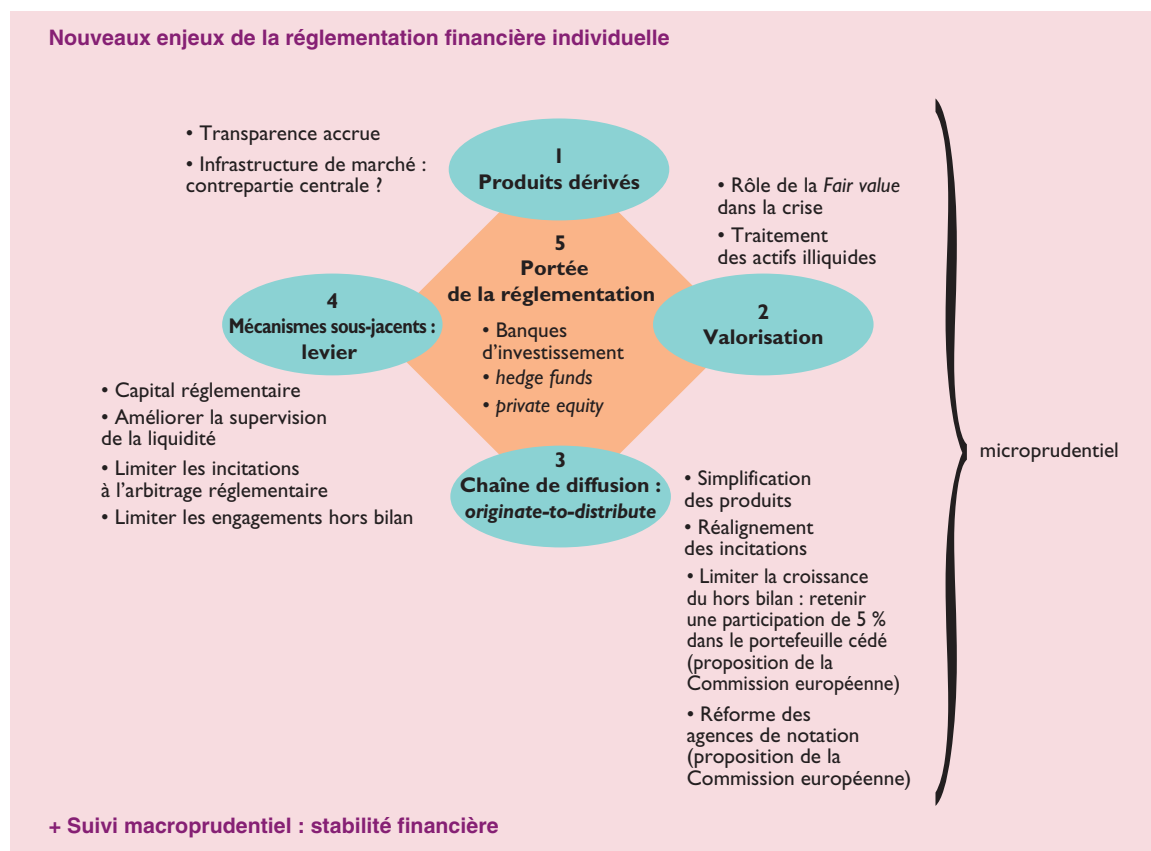 Nouveaux enjeux de la réglementation financière individuelle
• Transparence accrue
• Infrastructure de marché :
contrepartie centrale ?
1
Produits dérivés
• Rôle de la Fair value
dans la crise
• Traitement
des actifs illiquides
5
Portée
de la réglementation
• Banques
d’investissement
• hedge funds
• private equity
4
Mécanismes sous-jacents :
levier
2
Valorisation
• Capital réglementaire
• Améliorer la supervision
de la liquidité
• Limiter les incitations
à l’arbitrage réglementaire
• Limiter les engagements hors bilan
3
Chaîne de diffusion :
originate-to-distribute
• Simplification
des produits
• Réalignement
des incitations
• Limiter la croissance
du hors bilan : retenir
une participation de 5 %
dans le portefeuille cédé
(proposition de la
Commission européenne)
• Réforme des
agences de notation
(proposition de la
Commission européenne)
microprudentiel
+ Suivi macroprudentiel : stabilité financière